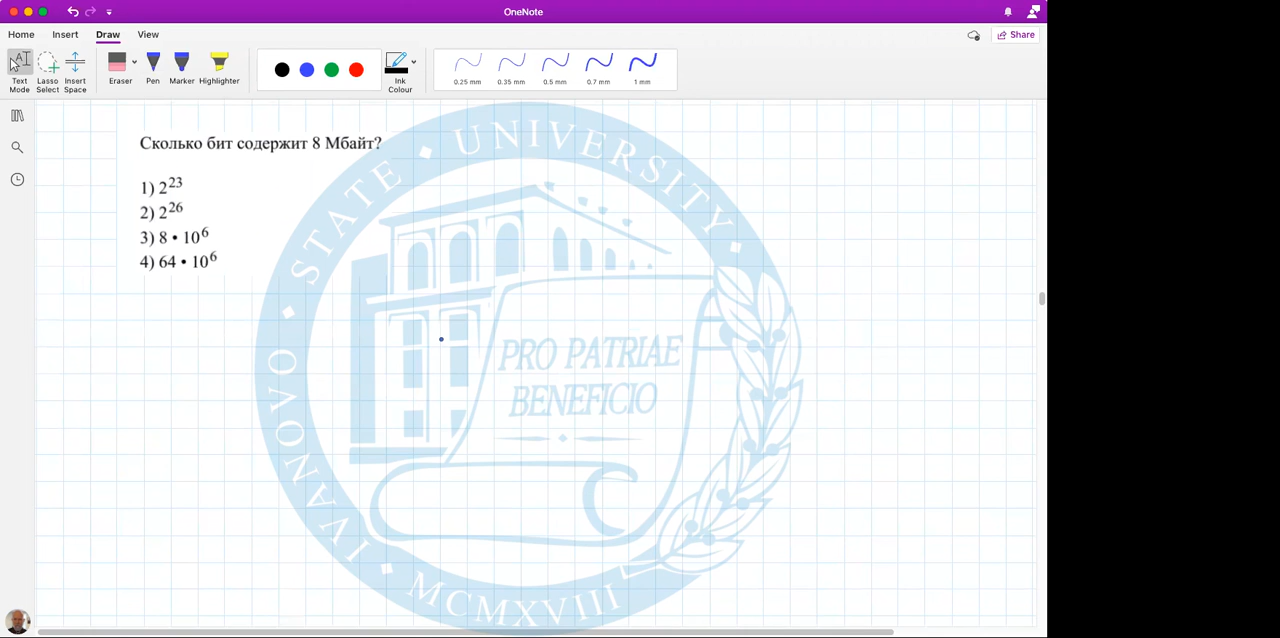 OneNote
Home Insert Draw View
Share
Text Mode
Lasso Select
Insert Space
Eraser
Pen
Marker
Highlighter
Ink Colour
0.25 mm
0.35 mm
0.5 mm
0.7 mm
1 mm
Сколько бит содержит 8 Мбайт?
1) 2²³
2) 2²⁶
3) 8 • 10⁶
4) 64 • 10⁶
IVANOVO STATE UNIVERSITY
PRO PATRIAE
BENEFICIO
MCMXVIII